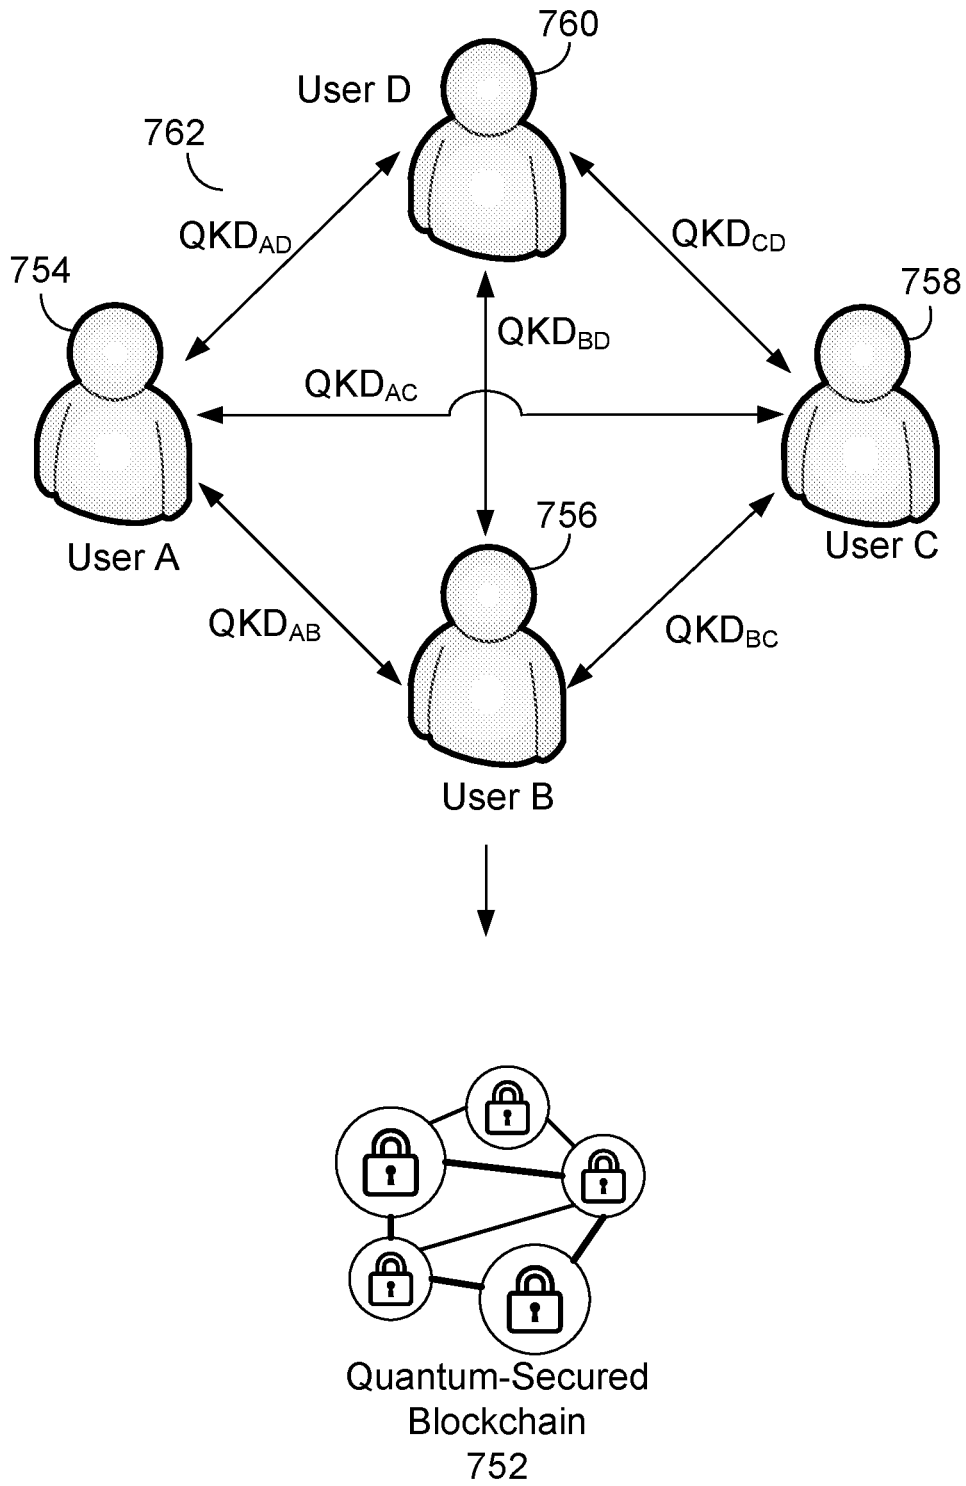 760
User D
762
QKDAD
QKDCD
754
758
QKDBD
QKDAC
756
User A
User C
QKDAB
QKDBC
User B
Quantum-Secured
Blockchain
752